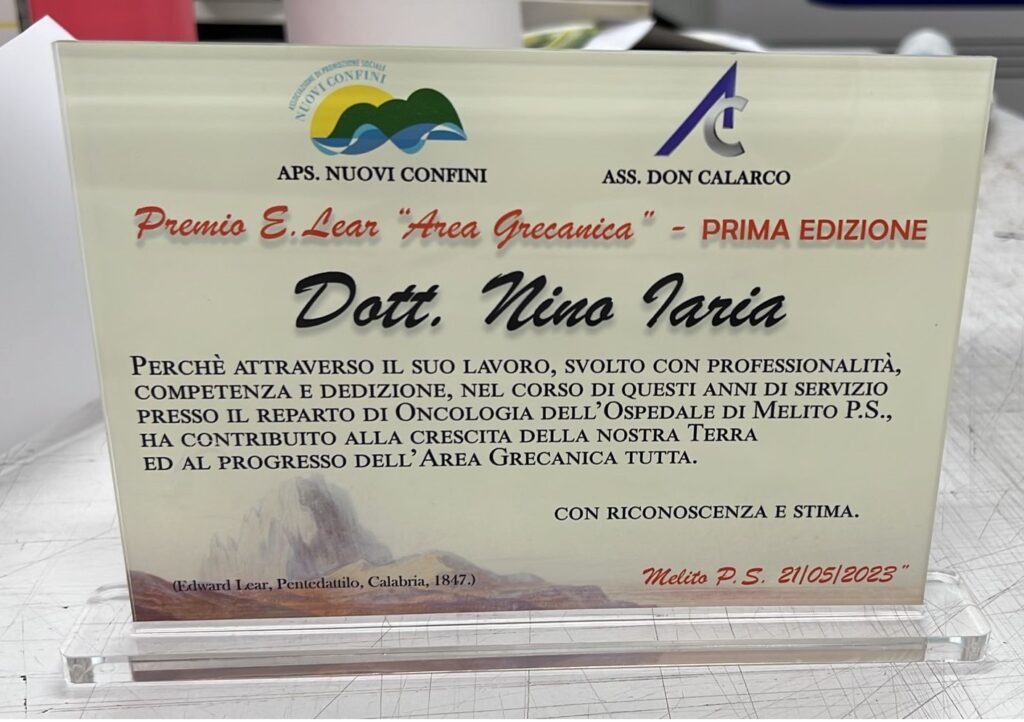 ASSOCIAZIONE DI PROMOZIONE SOCIALE
NUOVI CONFINI
APS. NUOVI CONFINI
AC
ASS. DON CALARCO
Premio E. Lear "Area Grecanica" - PRIMA EDIZIONE
Dott. Nino Iaria
PERCHÈ ATTRAVERSO IL SUO LAVORO, SVOLTO CON PROFESSIONALITÀ,
COMPETENZA E DEDIZIONE, NEL CORSO DI QUESTI ANNI DI SERVIZIO
PRESSO IL REPARTO DI ONCOLOGIA DELL'OSPEDALE DI MELITO P.S.,
HA CONTRIBUITO ALLA CRESCITA DELLA NOSTRA TERRA
ED AL PROGRESSO DELL'AREA GRECANICA TUTTA.
CON RICONOSCENZA E STIMA.
(Edward Lear, Pentedattilo, Calabria, 1847.)
Melito P.S. 21/05/2023"